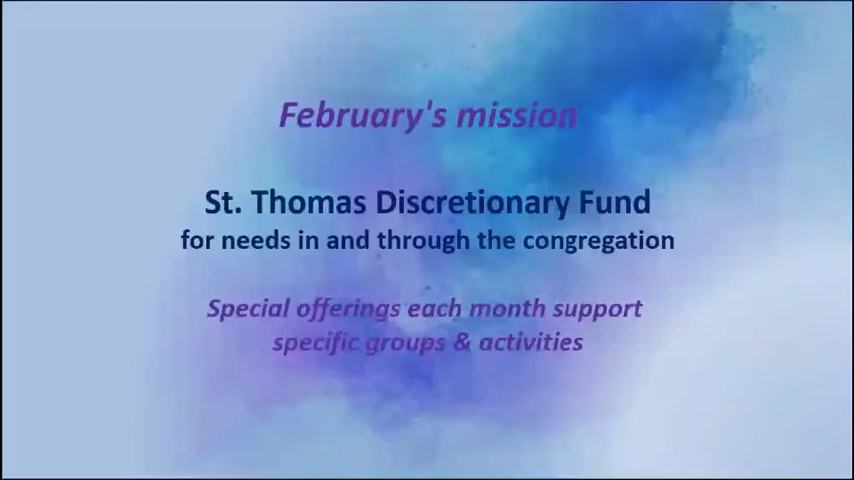 February's mission
St. Thomas Discretionary Fund
for needs in and through the congregation
Special offerings each month support
specific groups & activities